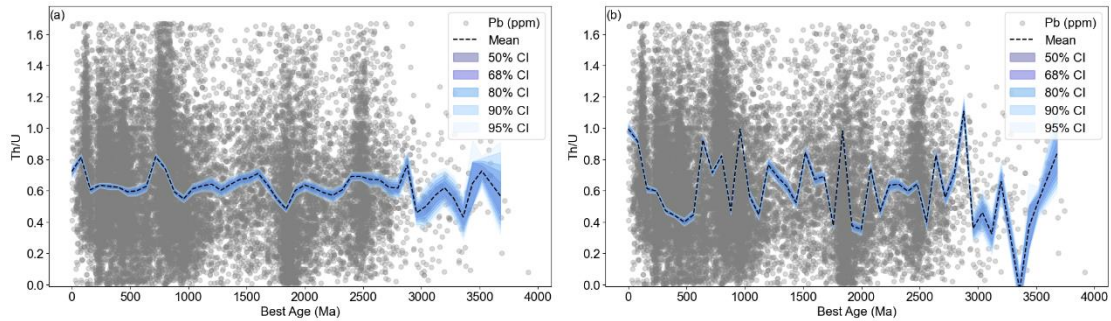 (a)
Pb (ppm)
Mean
50% CI
68% CI
80% CI
90% CI
95% CI
1.6
1.4
1.2
1.0
0.8
0.6
0.4
0.2
0.0
Th/U
0 500 1000 1500 2000 2500 3000 3500 4000
Best Age (Ma)
(b)
Pb (ppm)
Mean
50% CI
68% CI
80% CI
90% CI
95% CI
1.6
1.4
1.2
1.0
0.8
0.6
0.4
0.2
0.0
Th/U
0 500 1000 1500 2000 2500 3000 3500 4000
Best Age (Ma)